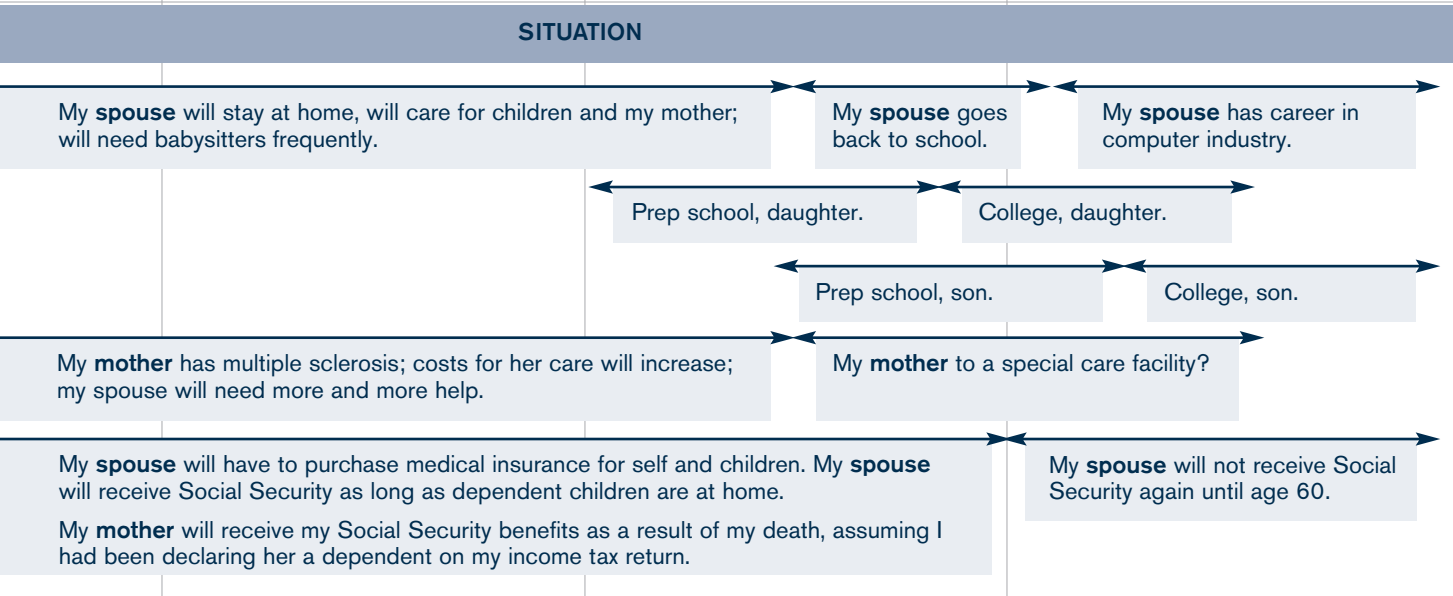 SITUATION
My spouse will stay at home, will care for children and my mother;
will need babysitters frequently.
My spouse goes
back to school.
My spouse has career in
computer industry.
Prep school, daughter.
College, daughter.
Prep school, son.
College, son.
My mother has multiple sclerosis; costs for her care will increase;
my spouse will need more and more help.
My mother to a special care facility?
My spouse will have to purchase medical insurance for self and children. My spouse
will receive Social Security as long as dependent children are at home.
My mother will receive my Social Security benefits as a result of my death, assuming I
had been declaring her a dependent on my income tax return.
My spouse will not receive Social
Security again until age 60.